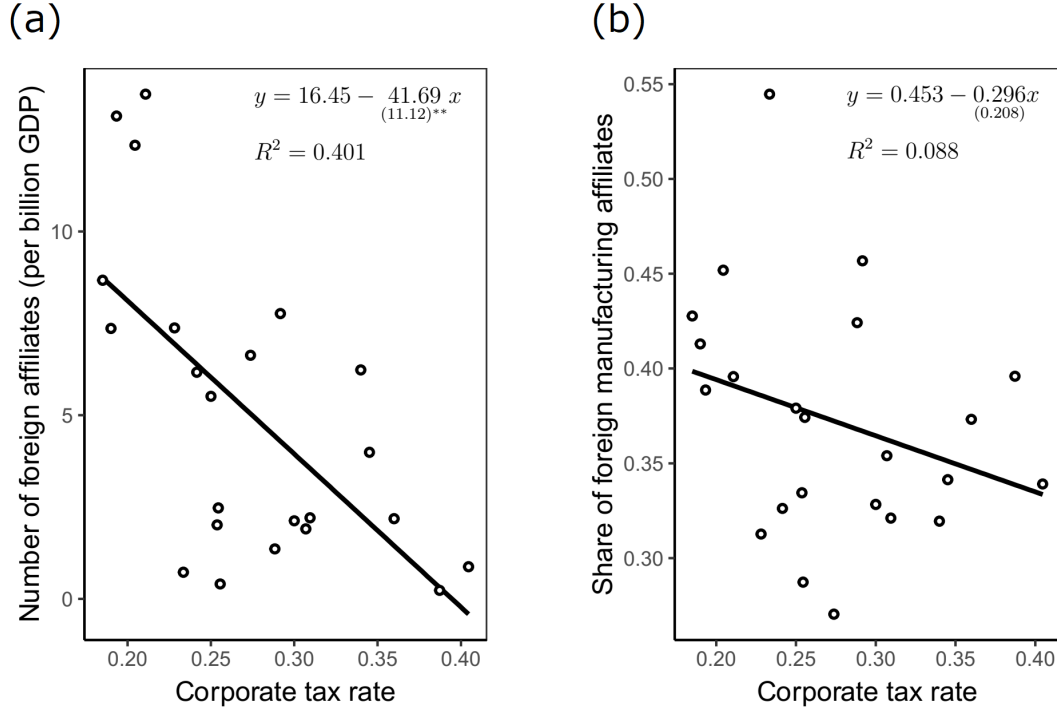 (a)
Number of foreign affiliates (per billion GDP)
y = 16.45 − 41.69 x
(11.12)**
R² = 0.401
10
5
0
0.20 0.25 0.30 0.35 0.40
Corporate tax rate
(b)
Share of foreign manufacturing affiliates
y = 0.453 − 0.296x
(0.208)
R² = 0.088
0.55
0.50
0.45
0.40
0.35
0.30
0.20 0.25 0.30 0.35 0.40
Corporate tax rate